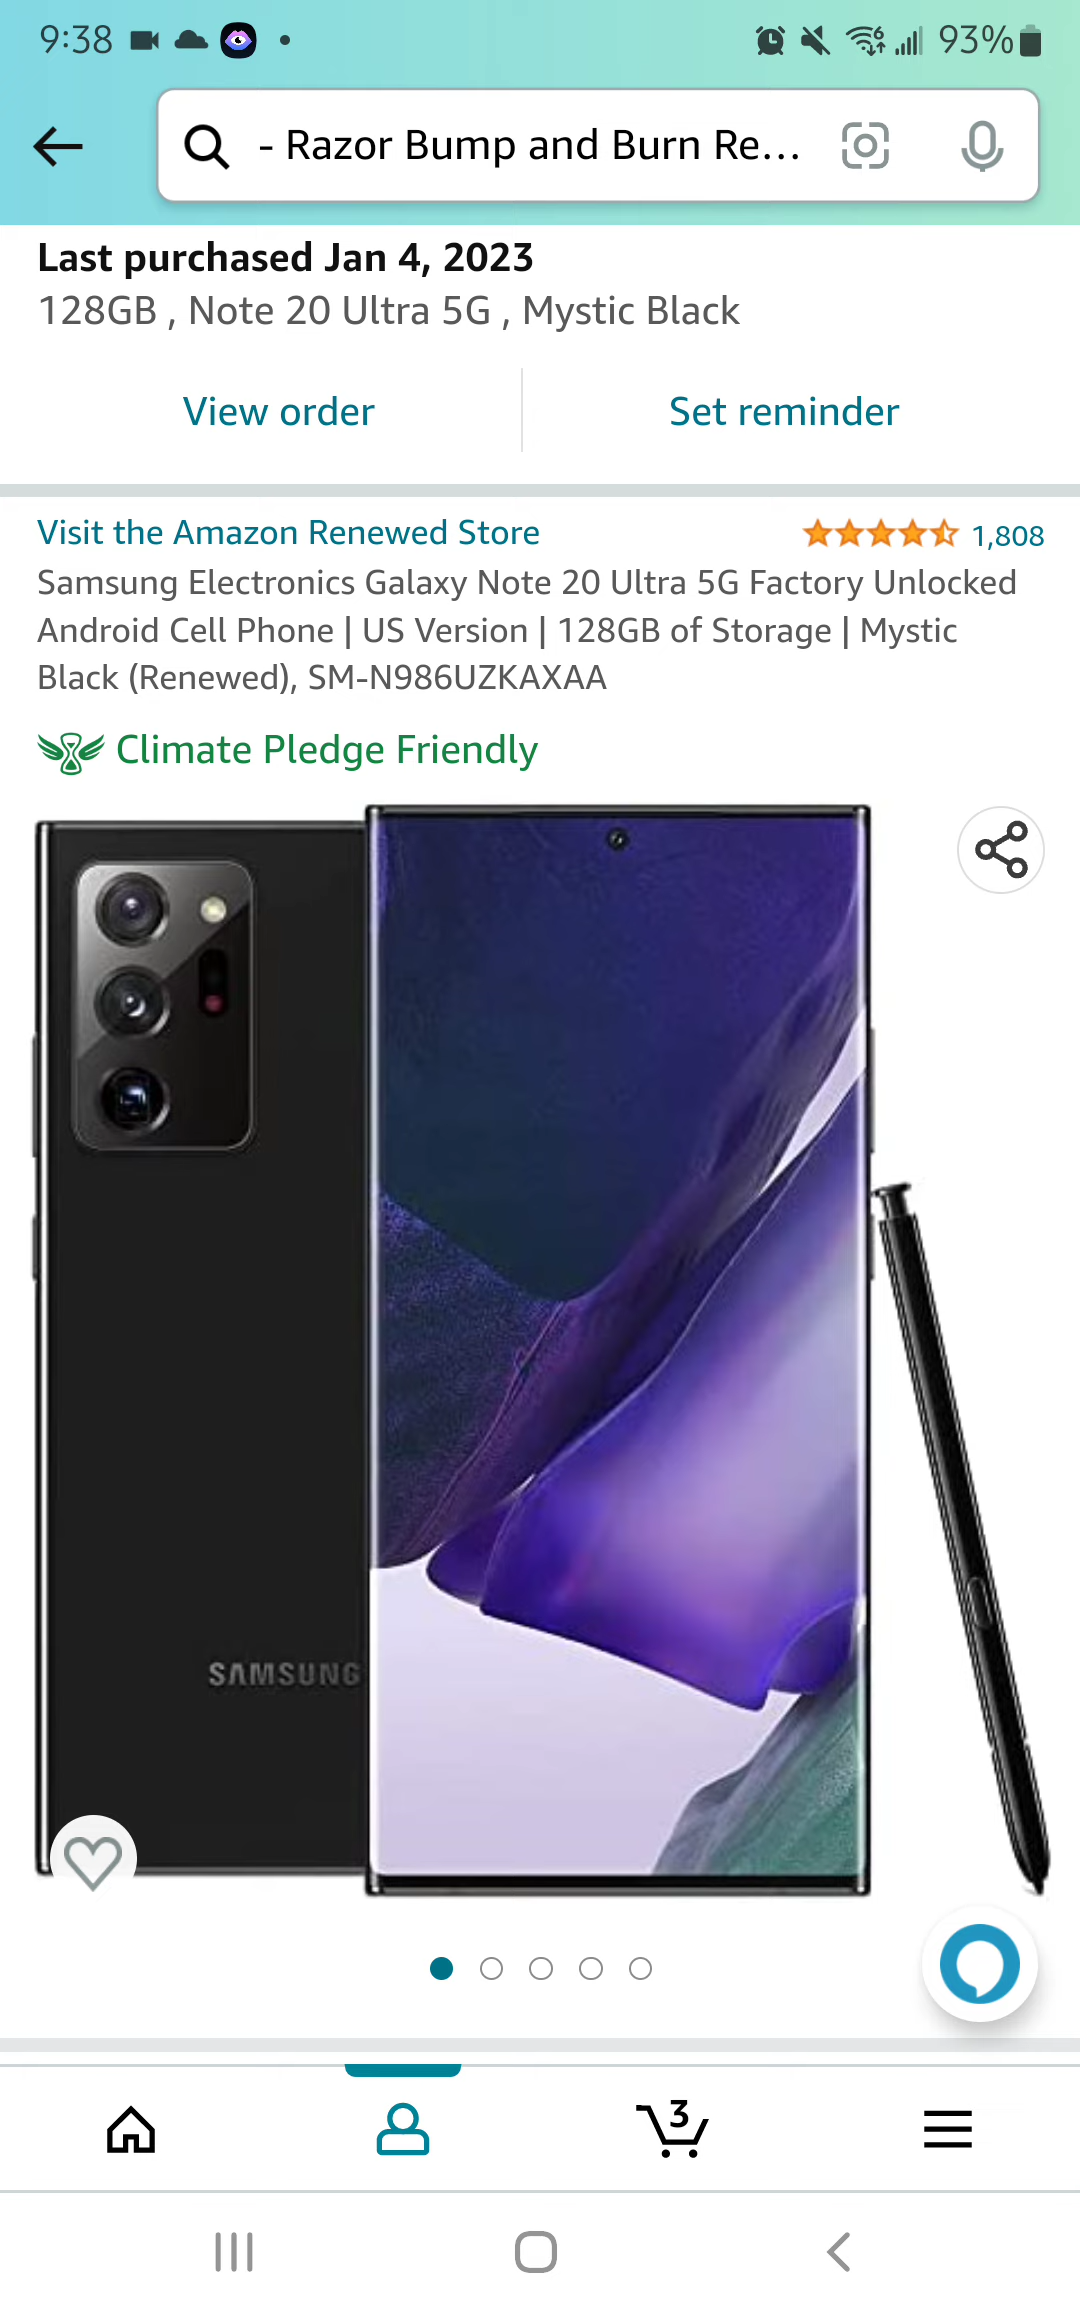 9:38
93%
- Razor Bump and Burn Re...
Last purchased Jan 4, 2023
128GB , Note 20 Ultra 5G , Mystic Black
View order
Set reminder
Visit the Amazon Renewed Store
1,808
Samsung Electronics Galaxy Note 20 Ultra 5G Factory Unlocked
Android Cell Phone | US Version | 128GB of Storage | Mystic
Black (Renewed), SM-N986UZKAXAA
Climate Pledge Friendly
SAMSUNG
3